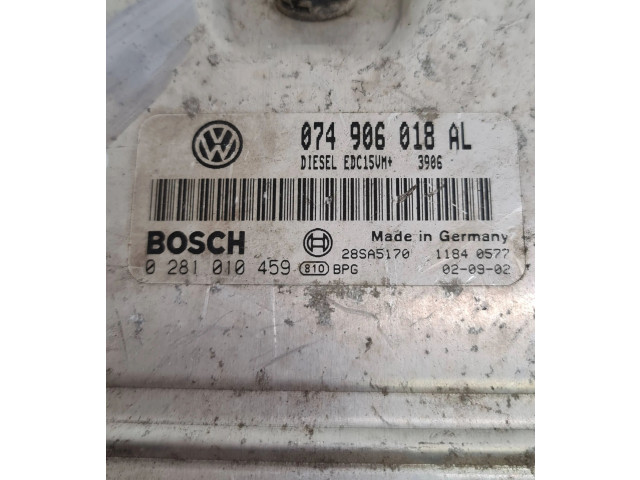 074 906 018 AL
DIESEL EDC15VM+ 3906
BOSCH Made in Germany
28SA5170 1184 0577
0 281 010 459 810 BPG 02-09-02